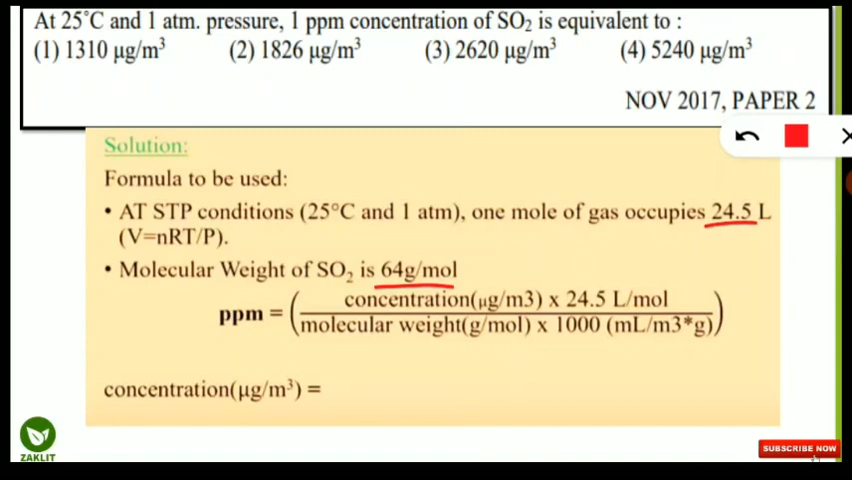 At 25°C and 1 atm. pressure, 1 ppm concentration of SO₂ is equivalent to :
(1) 1310 μg/m³ (2) 1826 μg/m³ (3) 2620 μg/m³ (4) 5240 μg/m³
NOV 2017, PAPER 2
Solution:
Formula to be used:
• AT STP conditions (25°C and 1 atm), one mole of gas occupies 24.5 L
(V=nRT/P).
• Molecular Weight of SO₂ is 64g/mol
concentration(μg/m3) x 24.5 L/mol
ppm = ( )
molecular weight(g/mol) x 1000 (mL/m3*g)
concentration(μg/m³) =
ZAKLIT
SUBSCRIBE NOW